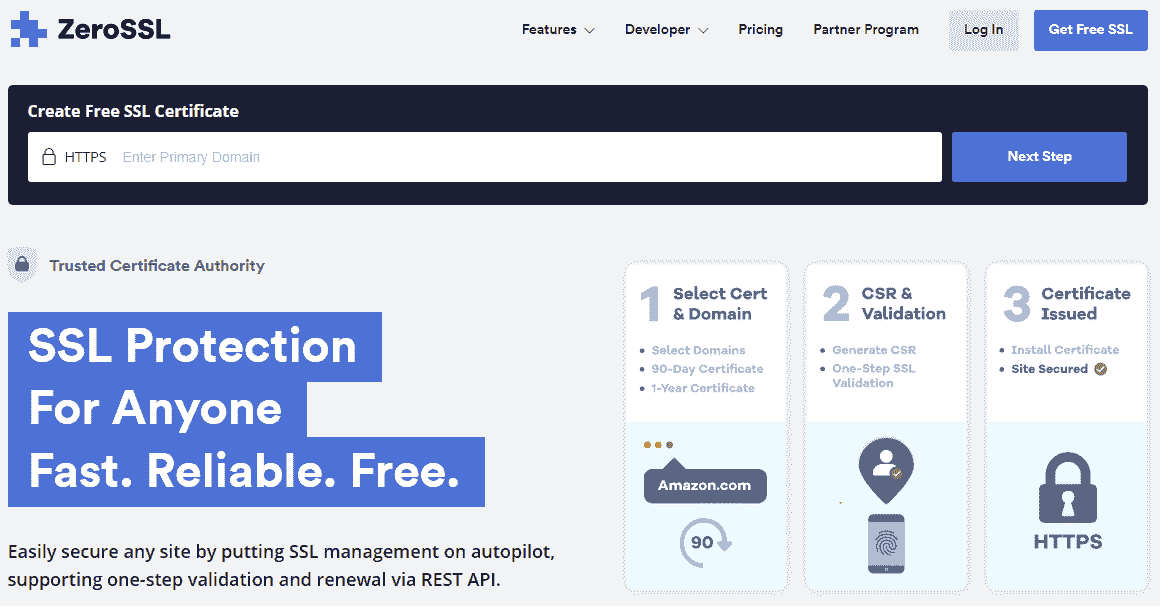 ZeroSSL
Features
Developer
Pricing
Partner Program
Log In
Get Free SSL
Create Free SSL Certificate
HTTPS
Enter Primary Domain
Next Step
Trusted Certificate Authority
SSL Protection
For Anyone
Fast. Reliable. Free.
Easily secure any site by putting SSL management on autopilot,
supporting one-step validation and renewal via REST API.
1
Select Cert
& Domain
Select Domains
90-Day Certificate
1-Year Certificate
Amazon.com
90
2
CSR &
Validation
Generate CSR
One-Step SSL
Validation
3
Certificate
Issued
Install Certificate
Site Secured
HTTPS